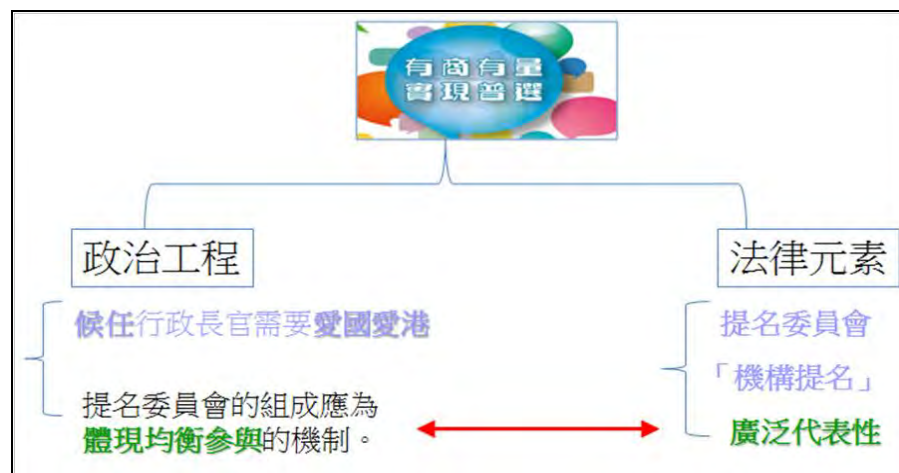 有商有量
實現普選
政治工程
候任行政長官需要愛國愛港
提名委員會的組成應為
體現均衡參與的機制。
法律元素
提名委員會
「機構提名」
廣泛代表性